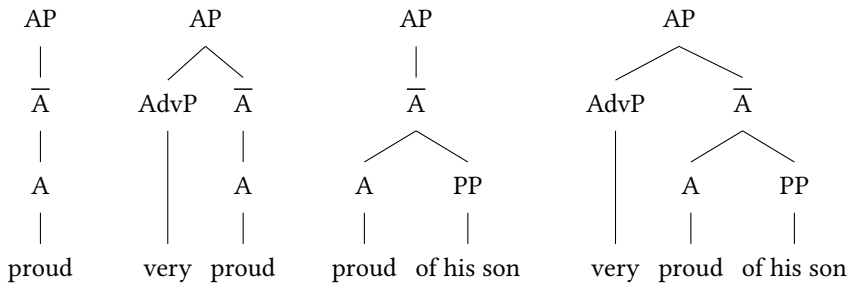 AP AP AP AP
A̅ AdvP A̅ A̅ AdvP A̅
A A A PP A PP
proud very proud proud of his son very proud of his son